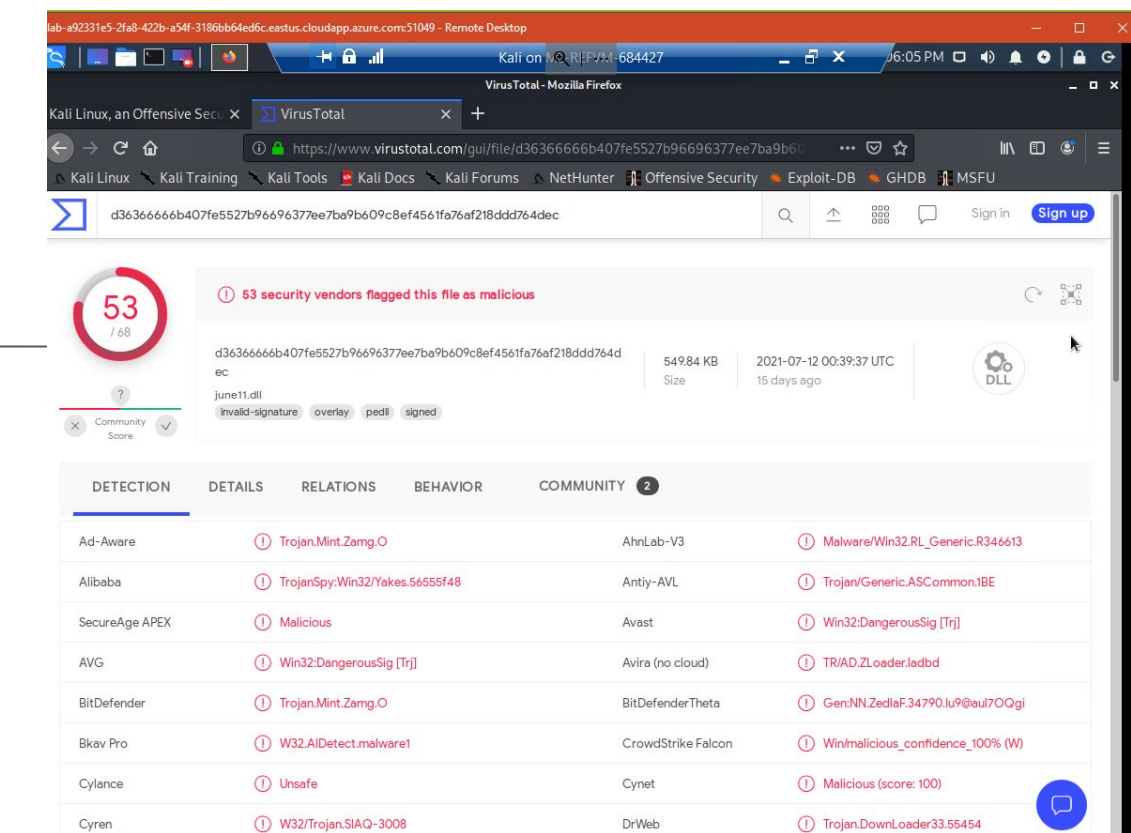 lab-a92331e5-2fa8-422b-a54f-3186bb64ed6c.eastus.cloudapp.azure.com:51049 - Remote Desktop
06:05 PM
VirusTotal - Mozilla Firefox
Kali Linux, an Offensive Secu
VirusTotal
https://www.virustotal.com/gui/file/d36366666b407fe5527b96696377ee7ba9b60
Kali Linux Kali Training Kali Tools Kali Docs Kali Forums NetHunter Offensive Security Exploit-DB GHDB MSFU
d36366666b407fe5527b96696377ee7ba9b609c8ef4561fa76af218ddd764dec
Sign in Sign up
53
/ 68
53 security vendors flagged this file as malicious
d36366666b407fe5527b96696377ee7ba9b609c8ef4561fa76af218ddd764d
ec
june11.dll
invalid-signature overlay pedll signed
549.84 KB
Size
2021-07-12 00:39:37 UTC
15 days ago
DLL
?
Community
Score
DETECTION DETAILS RELATIONS BEHAVIOR COMMUNITY 2
Ad-Aware Trojan.Mint.Zamg.O AhnLab-V3 Malware/Win32.RL_Generic.R346613
Alibaba TrojanSpy:Win32/Yakes.56555f48 Antiy-AVL Trojan/Generic.ASCommon.1BE
SecureAge APEX Malicious Avast Win32:DangerousSig [Trj]
AVG Win32:DangerousSig [Trj] Avira (no cloud) TR/AD.ZLoader.ladbd
BitDefender Trojan.Mint.Zamg.O BitDefenderTheta Gen:NN.ZedlaF.34790.lu9@aul7OQgi
Bkav Pro W32.AIDetect.malware1 CrowdStrike Falcon Win/malicious_confidence_100% (W)
Cylance Unsafe Cynet Malicious (score: 100)
Cyren W32/Trojan.SIAQ-3008 DrWeb Trojan.DownLoader33.55454